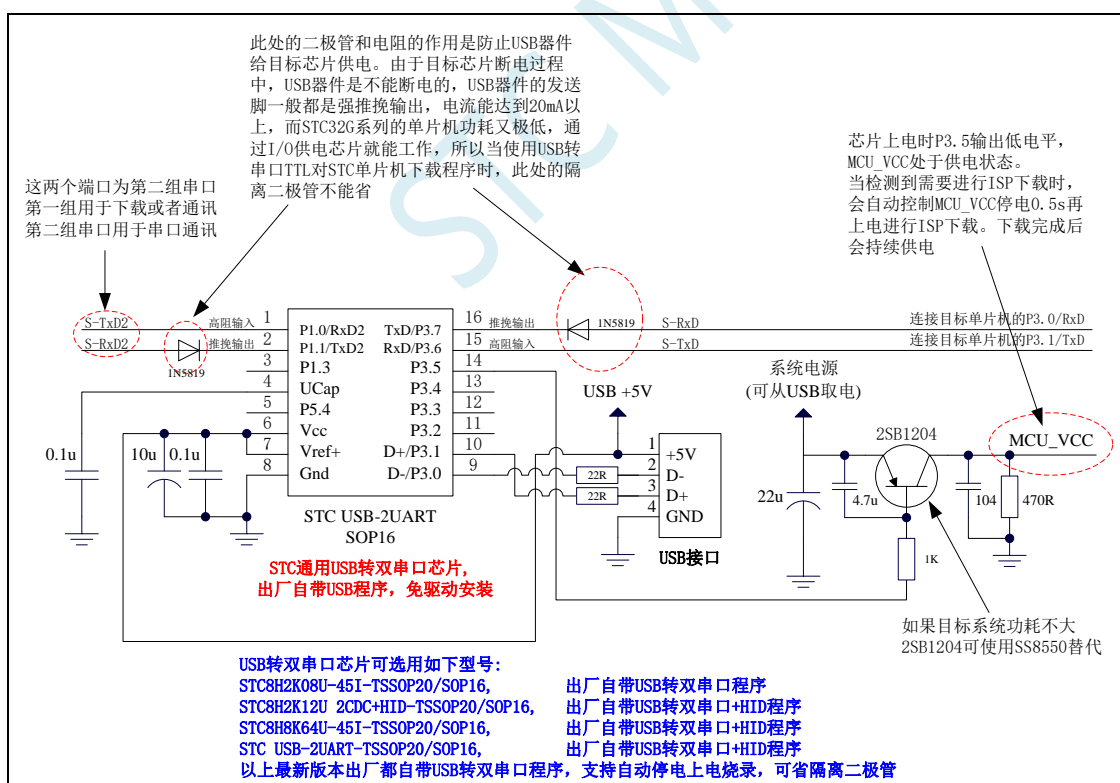 STC M
此处的二极管和电阻的作用是防止USB器件
给目标芯片供电。由于目标芯片断电过程
中，USB器件是不能断电的，USB器件的发送
脚一般都是强推挽输出，电流能达到20mA以
上，而STC32G系列的单片机功耗又极低，通
过I/O供电芯片就能工作，所以当使用USB转
串口TTL对STC单片机下载程序时，此处的隔
离二极管不能省
芯片上电时P3.5输出低电平，
MCU_VCC处于供电状态。
当检测到需要进行ISP下载时，
会自动控制MCU_VCC停电0.5s再
上电进行ISP下载。下载完成后
会持续供电
这两个端口为第二组串口
第一组用于下载或者通讯
第二组串口用于串口通讯
S-TxD2
高阻输入
1
P1.0/RxD2
TxD/P3.7
16
推挽输出
1N5819
S-RxD
连接目标单片机的P3.0/RxD
S-RxD2
1N5819
推挽输出
2
P1.1/TxD2
RxD/P3.6
15
高阻输入
S-TxD
连接目标单片机的P3.1/TxD
3
P1.3
P3.5
14
4
UCap
P3.4
13
5
P5.4
P3.3
12
6
Vcc
P3.2
11
7
Vref+
D+/P3.1
10
8
Gnd
D-/P3.0
9
0.1u
10u
0.1u
STC USB-2UART
SOP16
STC通用USB转双串口芯片，
出厂自带USB程序，免驱动安装
USB +5V
22R
22R
1
+5V
2
D-
3
D+
4
GND
USB接口
系统电源
(可从USB取电)
22u
4.7u
2SB1204
1K
104
470R
MCU_VCC
如果目标系统功耗不大
2SB1204可使用SS8550替代
USB转双串口芯片可选用如下型号:
STC8H2K08U-45I-TSSOP20/SOP16, 出厂自带USB转双串口程序
STC8H2K12U 2CDC+HID-TSSOP20/SOP16, 出厂自带USB转双串口+HID程序
STC8H8K64U-45I-TSSOP20/SOP16, 出厂自带USB转双串口+HID程序
STC USB-2UART-TSSOP20/SOP16, 出厂自带USB转双串口+HID程序
以上最新版本出厂都自带USB转双串口程序，支持自动停电上电烧录，可省隔离二极管